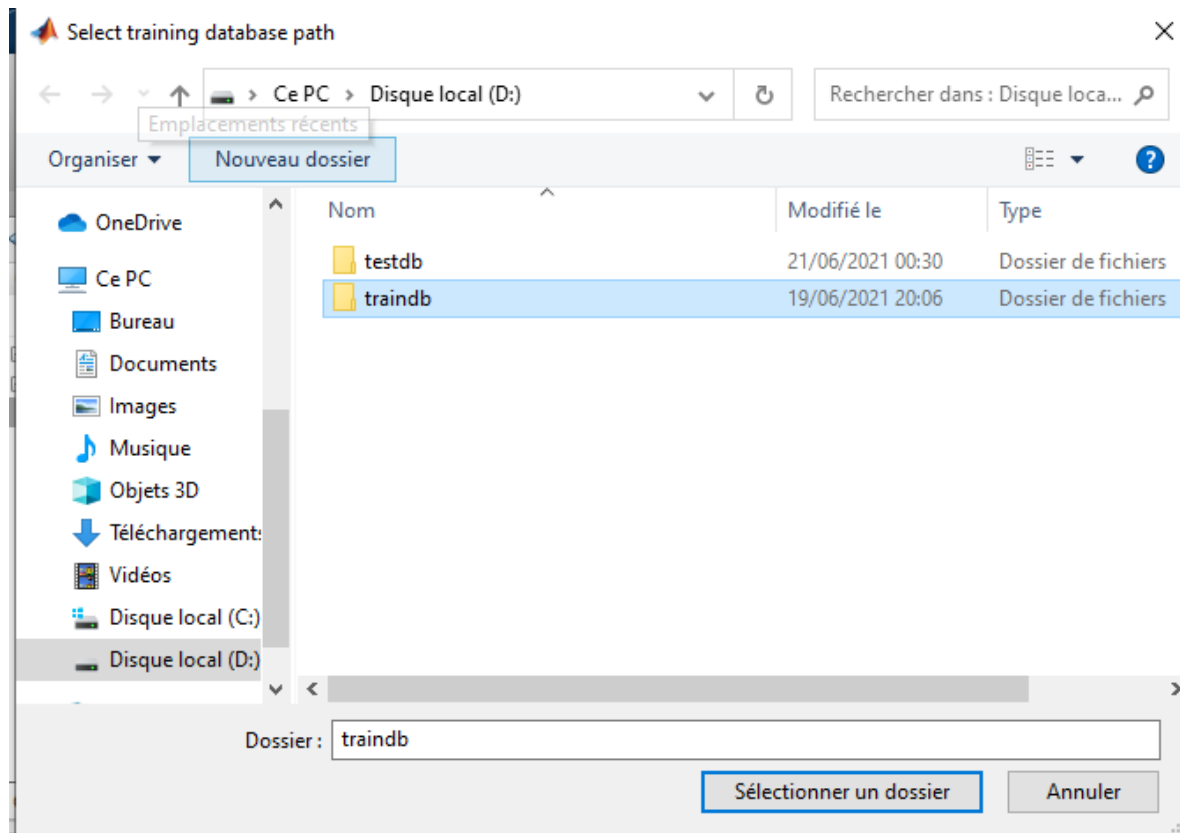 Select training database path
Ce PC > Disque local (D:)
Rechercher dans : Disque loca...
Emplacements récents
Organiser
Nouveau dossier
?
Nom
Modifié le
Type
OneDrive
Ce PC
Bureau
Documents
Images
Musique
Objets 3D
Téléchargements
Vidéos
Disque local (C:)
Disque local (D:)
testdb 21/06/2021 00:30 Dossier de fichiers
traindb 19/06/2021 20:06 Dossier de fichiers
Dossier : traindb
Sélectionner un dossier
Annuler